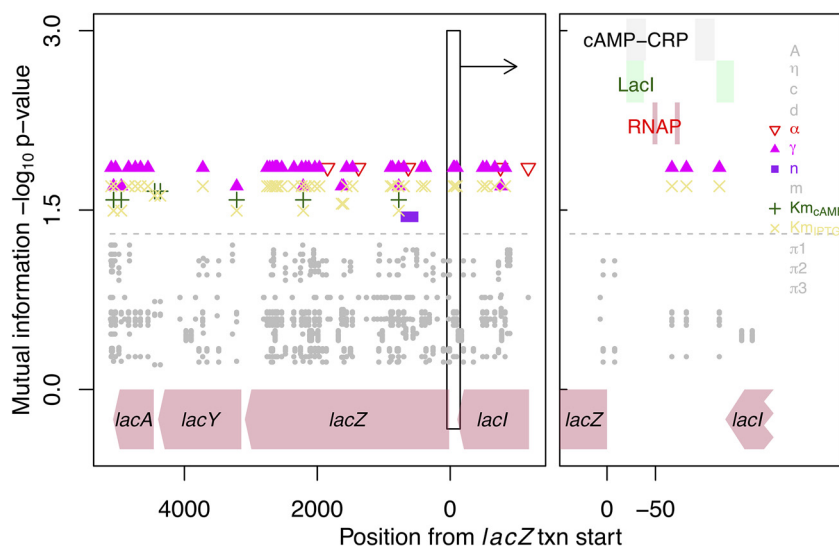 Mutual information −log10 p−value
3.0
1.5
0.0
cAMP−CRP
LacI
RNAP
A
η
c
d
α
γ
n
m
KmcAMP
KmIPTG
π1
π2
π3
lacA
lacY
lacZ
lacI
lacZ
lacI
4000
2000
0
0
−50
Position from lacZ txn start